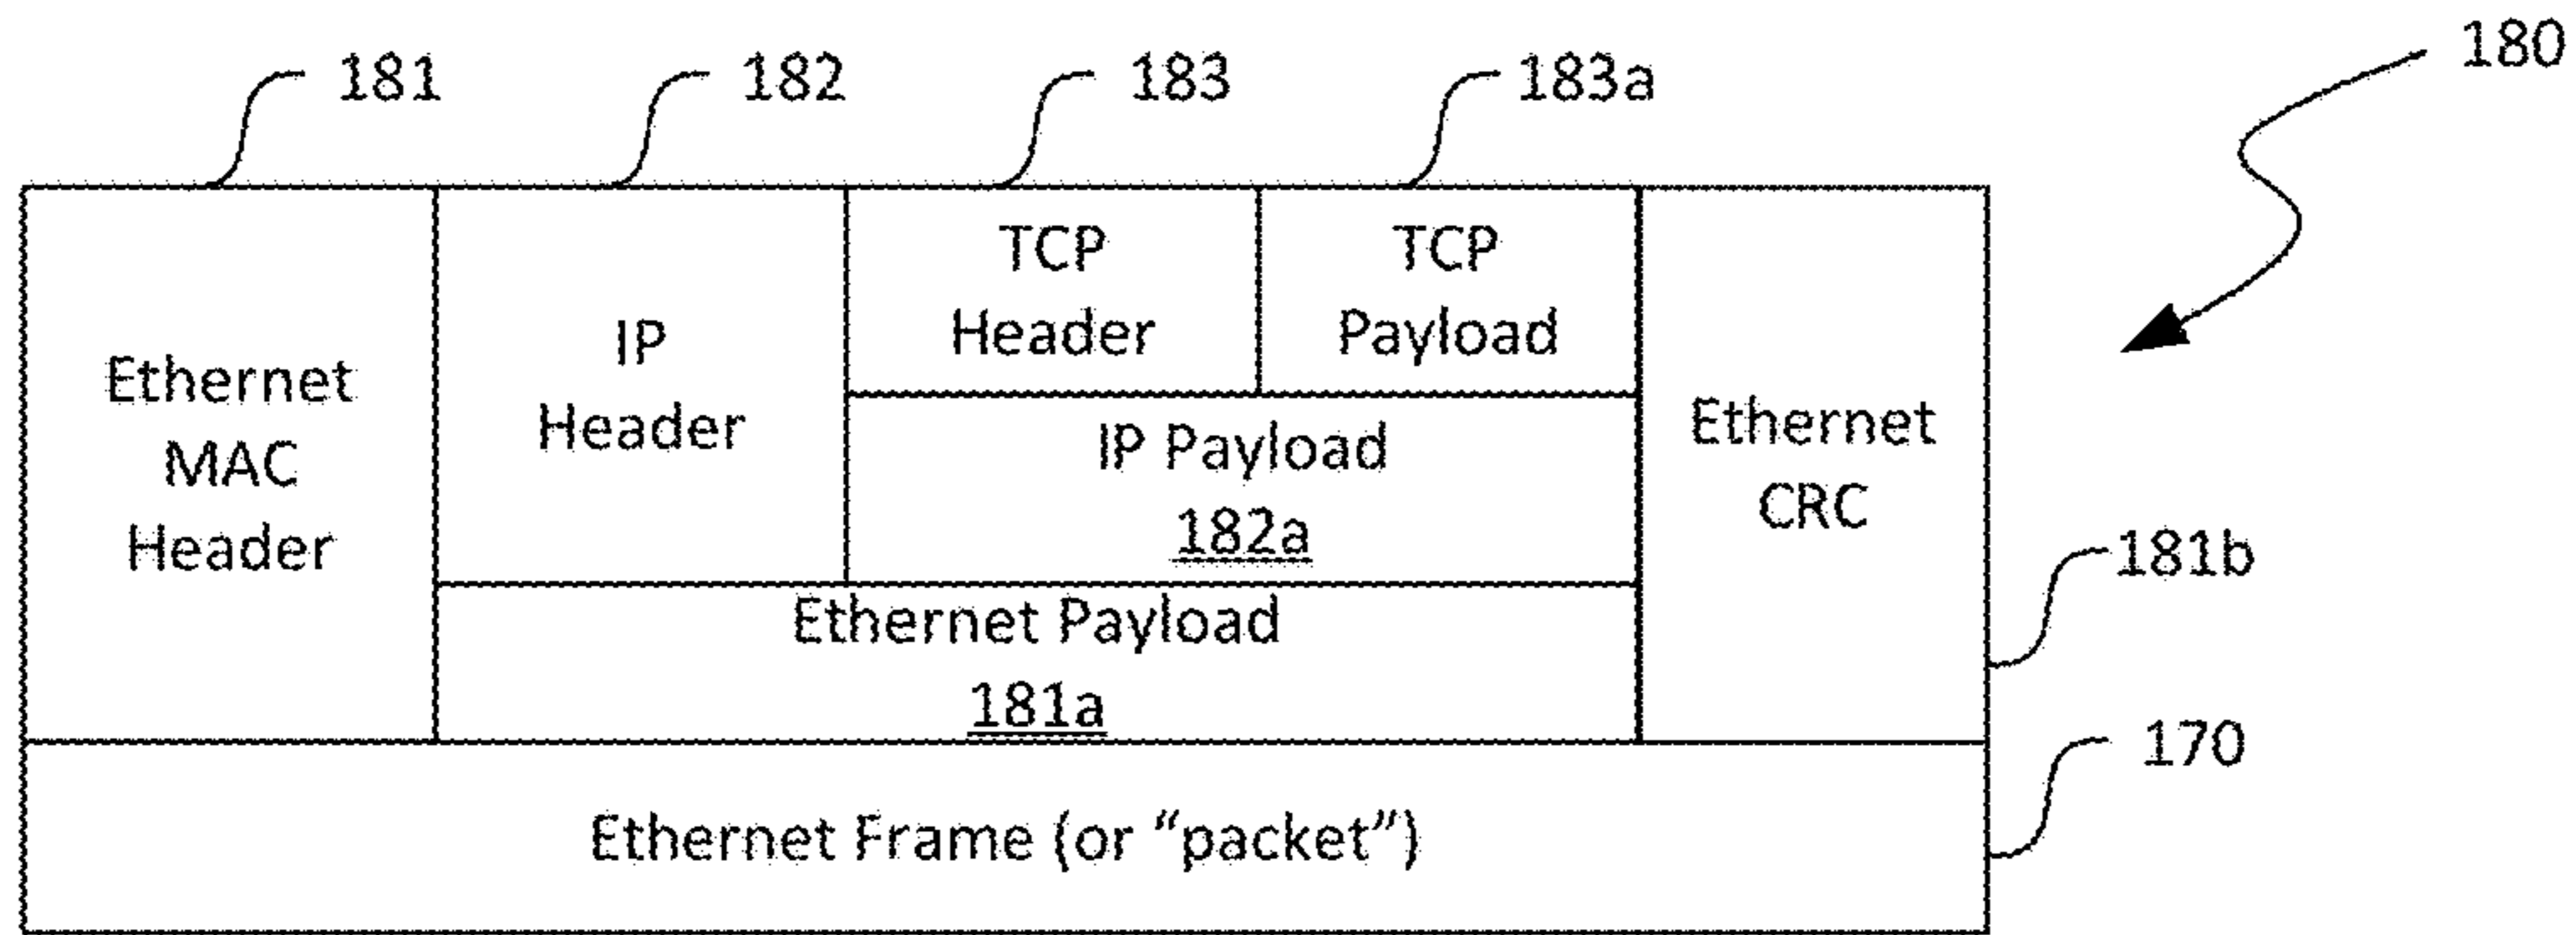 181
182
183
183a
180
Ethernet
MAC
Header
IP
Header
TCP
Header
TCP
Payload
IP Payload
182a
Ethernet Payload
181a
Ethernet
CRC
181b
170
Ethernet Frame (or “packet”)